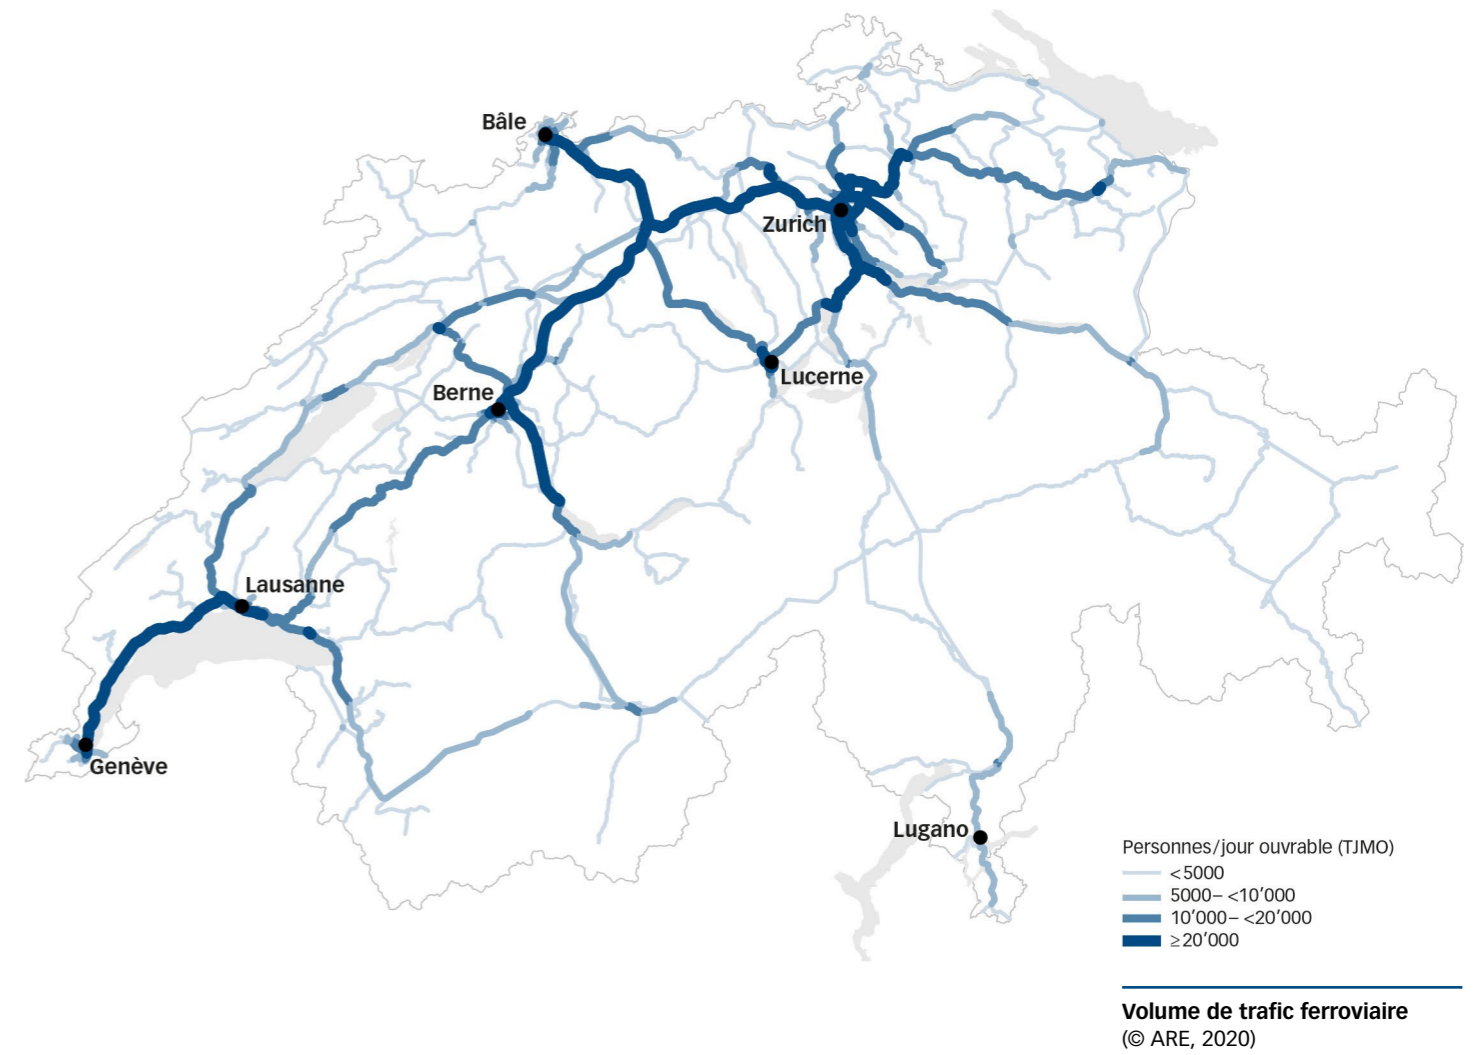 Bâle
Zurich
Lucerne
Berne
Lausanne
Genève
Lugano
Personnes/jour ouvrable (TJMO)
<5000
5000–<10’000
10’000–<20’000
≥20’000
Volume de trafic ferroviaire
(© ARE, 2020)